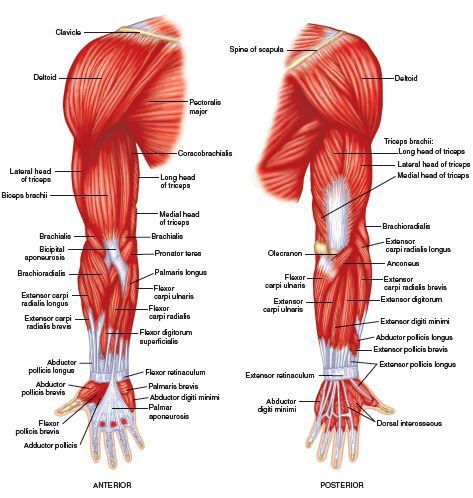 Clavicle
Deltoid
Pectoralis
major
Coracobrachialis
Lateral head
of triceps
Long head
of triceps
Biceps brachii
Medial head
of triceps
Brachialis
Brachialis
Bicipital
aponeurosis
Pronator teres
Brachioradialis
Palmaris longus
Extensor carpi
radialis longus
Flexor
carpi ulnaris
Flexor
carpi radialis
Extensor carpi
radialis brevis
Flexor digitorum
superficialis
Abductor
pollicis longus
Flexor retinaculum
Abductor
pollicis brevis
Palmaris brevis
Abductor digiti minimi
Palmar
aponeurosis
Flexor
pollicis brevis
Adductor pollicis
ANTERIOR
Spine of scapula
Deltoid
Triceps brachii:
Long head of triceps
Lateral head of triceps
Medial head of triceps
Brachioradialis
Olecranon
Extensor
carpi radialis longus
Anconeus
Flexor
carpi ulnaris
Extensor
carpi radialis brevis
Extensor
carpi ulnaris
Extensor digitorum
Extensor digiti minimi
Abductor pollicis longus
Extensor pollicis brevis
Extensor pollicis longus
Extensor retinaculum
Abductor
digiti minimi
Dorsal interosseous
POSTERIOR